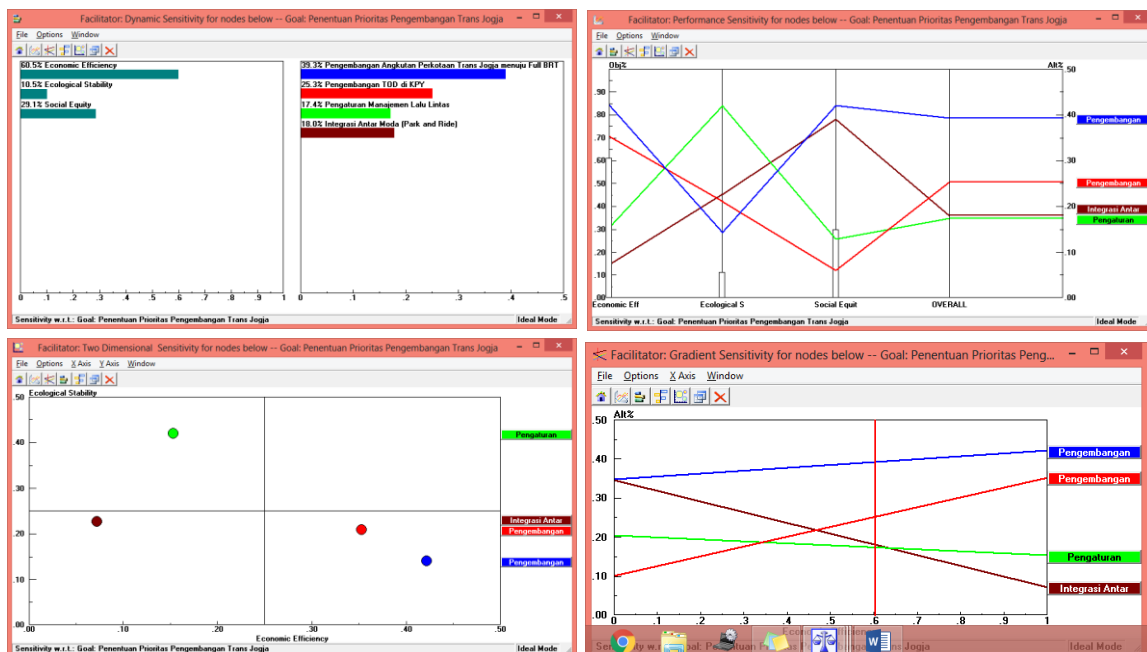 Facilitator: Dynamic Sensitivity for nodes below -- Goal: Penentuan Prioritas Pengembangan Trans Jogja
File Options Window
60.5% Economic Efficiency
10.5% Ecological Stability
29.1% Social Equity
39.3% Pengembangan Angkutan Perkotaan Trans Jogja menuju Full BRT
25.3% Pengembangan TOD di KPY
17.4% Pengaturan Manajemen Lalu Lintas
18.0% Integrasi Antar Moda (Park and Ride)
0 .1 .2 .3 .4 .5 .6 .7 .8 .9 1
0 .1 .2 .3 .4 .5
Sensitivity w.r.t.: Goal: Penentuan Prioritas Pengembangan Trans Jogja Ideal Mode
Facilitator: Performance Sensitivity for nodes below -- Goal: Penentuan Prioritas Pengembangan Trans Jogja
File Options Window
Obj% Alt%
.90
.80
.70
.60
.50
.40
.30
.20
.10
.00
.50
.40
.30
.20
.10
.00
Pengembangan
Pengembangan
Integrasi Antar
Pengaturan
Economic Eff Ecological S Social Equit OVERALL
Sensitivity w.r.t.: Goal: Penentuan Prioritas Pengembangan Trans Jogja Ideal Mode
Facilitator: Two Dimensional Sensitivity for nodes below -- Goal: Penentuan Prioritas Pengembangan Trans Jogja
File Options X Axis Y Axis Window
Ecological Stability
.50
.40
.30
.20
.10
.00 .10 .20 .30 .40 .50
Pengaturan
Integrasi Antar
Pengembangan
Pengembangan
Economic Efficiency
Sensitivity w.r.t.: Goal: Penentuan Prioritas Pengembangan Trans Jogja Ideal Mode
Facilitator: Gradient Sensitivity for nodes below -- Goal: Penentuan Prioritas Peng...
File Options X Axis Window
Alt%
.50
.40
.30
.20
.10
.00
0 .1 .2 .3 .4 .5 .6 .7 .8 .9 1
Pengembangan
Pengembangan
Pengaturan
Integrasi Antar
Ideal Mode